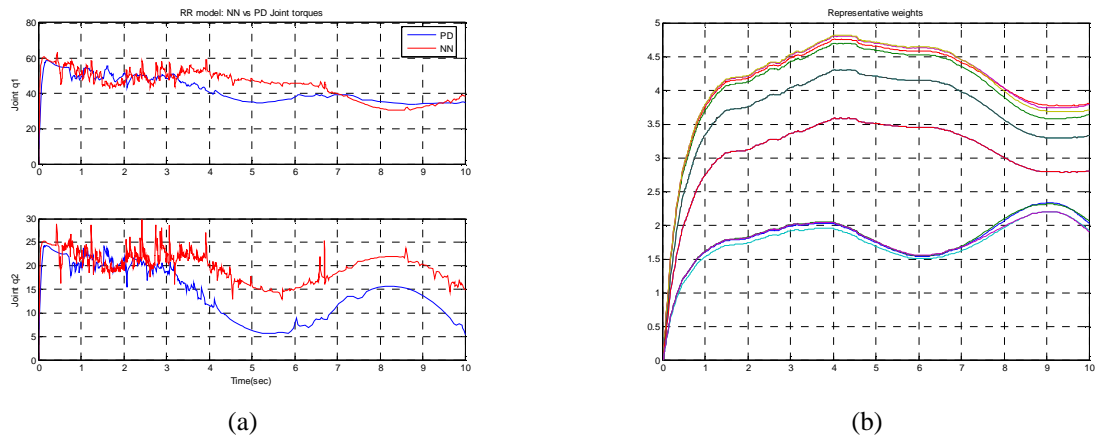 RR model: NN vs PD Joint torques
80
60
40
20
0
Joint q1
PD
NN
0 1 2 3 4 5 6 7 8 9 10
30
25
20
15
10
5
0
Joint q2
0 1 2 3 4 5 6 7 8 9 10
Time(sec)
(a)
Representative weights
5
4.5
4
3.5
3
2.5
2
1.5
1
0.5
0
0 1 2 3 4 5 6 7 8 9 10
(b)